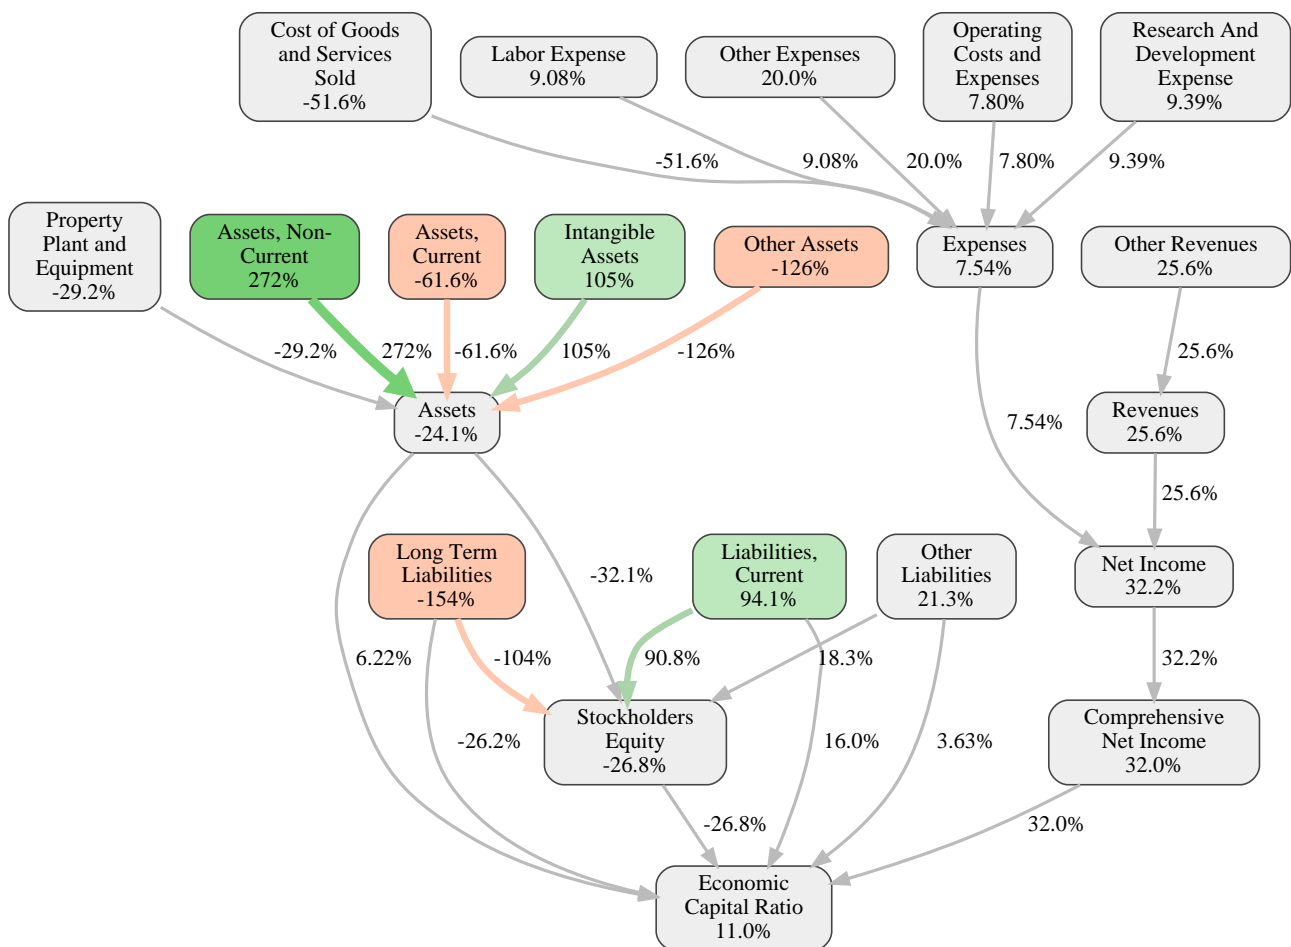 Cost of Goods
and Services
Sold
-51.6%
Labor Expense
9.08%
Other Expenses
20.0%
Operating
Costs and
Expenses
7.80%
Research And
Development
Expense
9.39%
-51.6%
9.08%
20.0%
7.80%
9.39%
Property
Plant and
Equipment
-29.2%
Assets, Non-
Current
272%
Assets,
Current
-61.6%
Intangible
Assets
105%
Other Assets
-126%
Expenses
7.54%
Other Revenues
25.6%
-29.2%
272%
-61.6%
105%
-126%
25.6%
Assets
-24.1%
7.54%
Revenues
25.6%
25.6%
Long Term
Liabilities
-154%
-32.1%
Liabilities,
Current
94.1%
Other
Liabilities
21.3%
Net Income
32.2%
6.22%
-104%
90.8%
18.3%
32.2%
-26.2%
Stockholders
Equity
-26.8%
16.0%
3.63%
Comprehensive
Net Income
32.0%
-26.8%
32.0%
Economic
Capital Ratio
11.0%